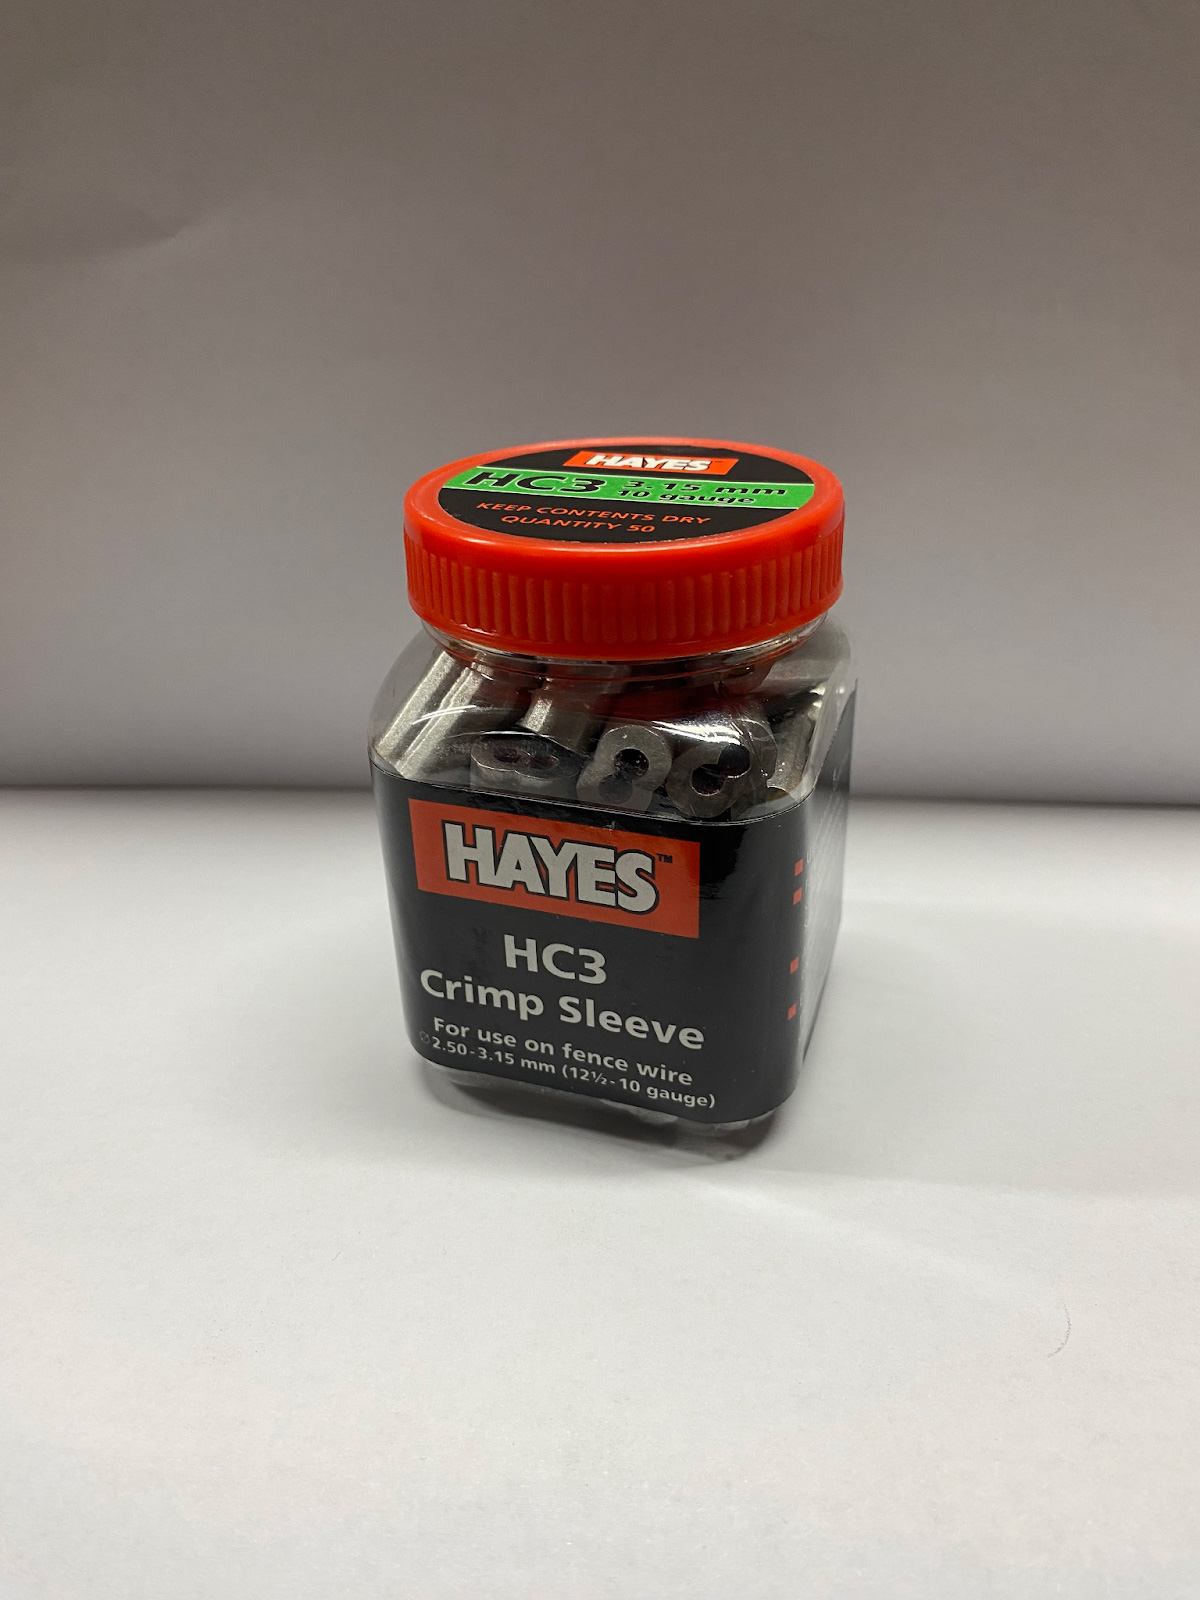 HAYES
HC3 3.15 mm
10 gauge
KEEP CONTENTS DRY
QUANTITY 50
HAYES™
HC3
Crimp Sleeve
For use on fence wire
∅2.50-3.15 mm (12½-10 gauge)